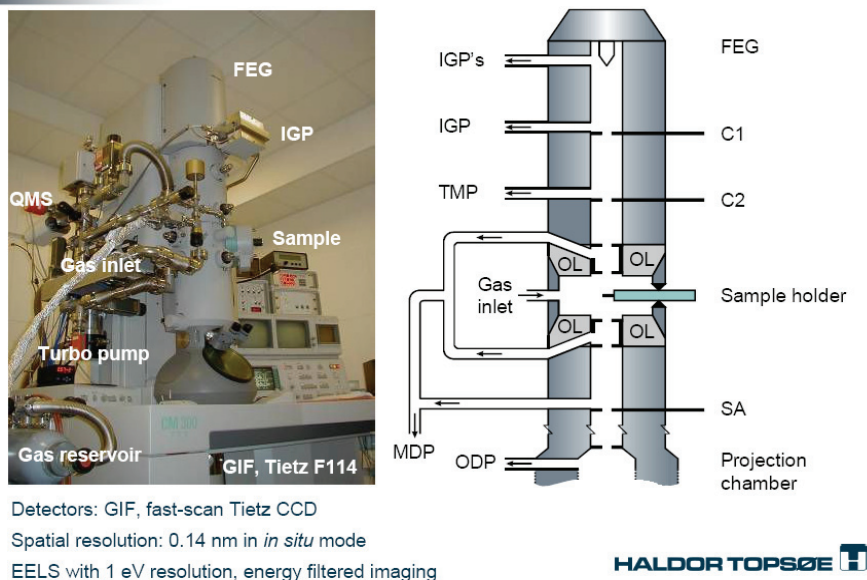 FEG
IGP
QMS
Sample
Gas inlet
Turbo pump
CM 300
Gas reservoir
GIF, Tietz F114
IGP's
FEG
IGP
C1
TMP
C2
OL
OL
Gas
inlet
Sample holder
OL
OL
SA
MDP
ODP
Projection
chamber
Detectors: GIF, fast-scan Tietz CCD
Spatial resolution: 0.14 nm in in situ mode
EELS with 1 eV resolution, energy filtered imaging
HALDOR TOPSØE